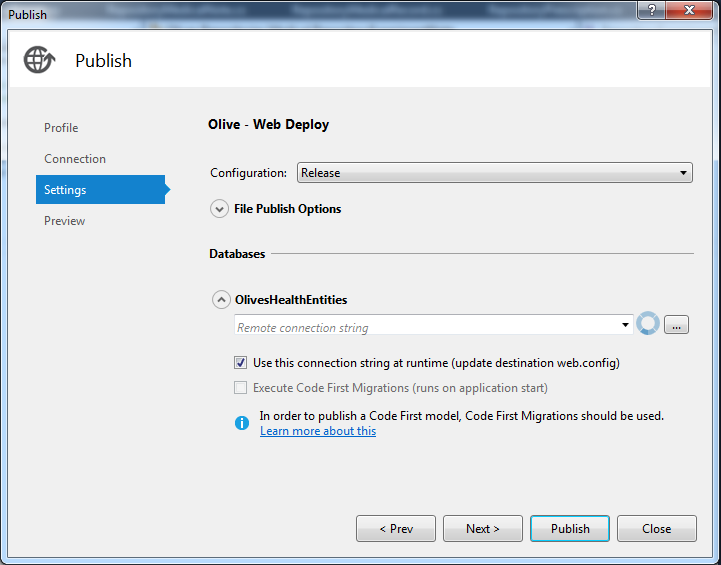 Publish
?
Publish
Profile
Connection
Settings
Preview
Olive - Web Deploy
Configuration: Release
File Publish Options
Databases
OlivesHealthEntities
Remote connection string
...
Use this connection string at runtime (update destination web.config)
Execute Code First Migrations (runs on application start)
In order to publish a Code First model, Code First Migrations should be used.
Learn more about this
< Prev
Next >
Publish
Close